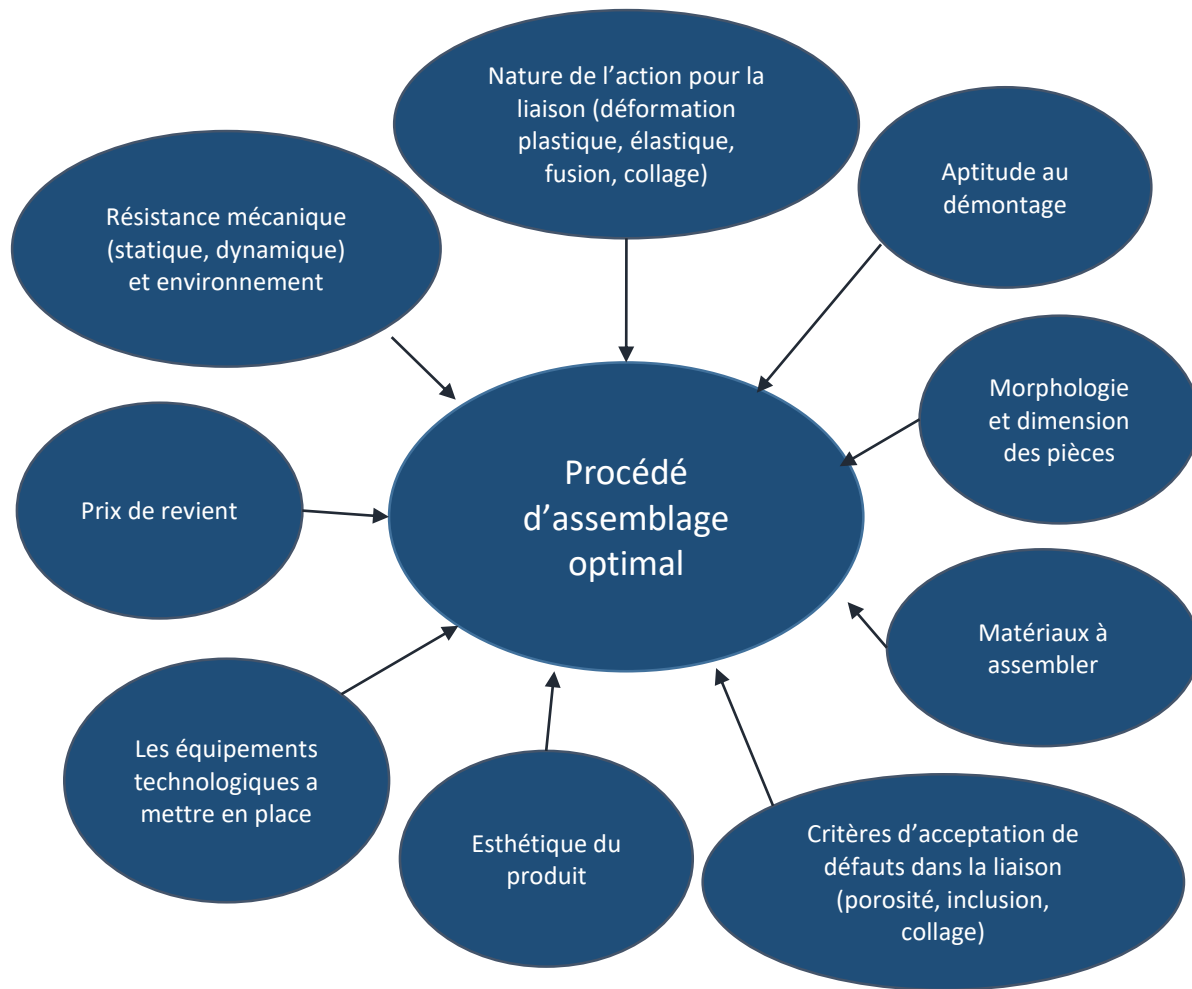 Nature de l’action pour la
liaison (déformation
plastique, élastique,
fusion, collage)
Aptitude au
démontage
Résistance mécanique
(statique, dynamique)
et environnement
Morphologie
et dimension
des pièces
Procédé
d’assemblage
optimal
Prix de revient
Matériaux à
assembler
Les équipements
technologiques a
mettre en place
Esthétique du
produit
Critères d’acceptation de
défauts dans la liaison
(porosité, inclusion,
collage)